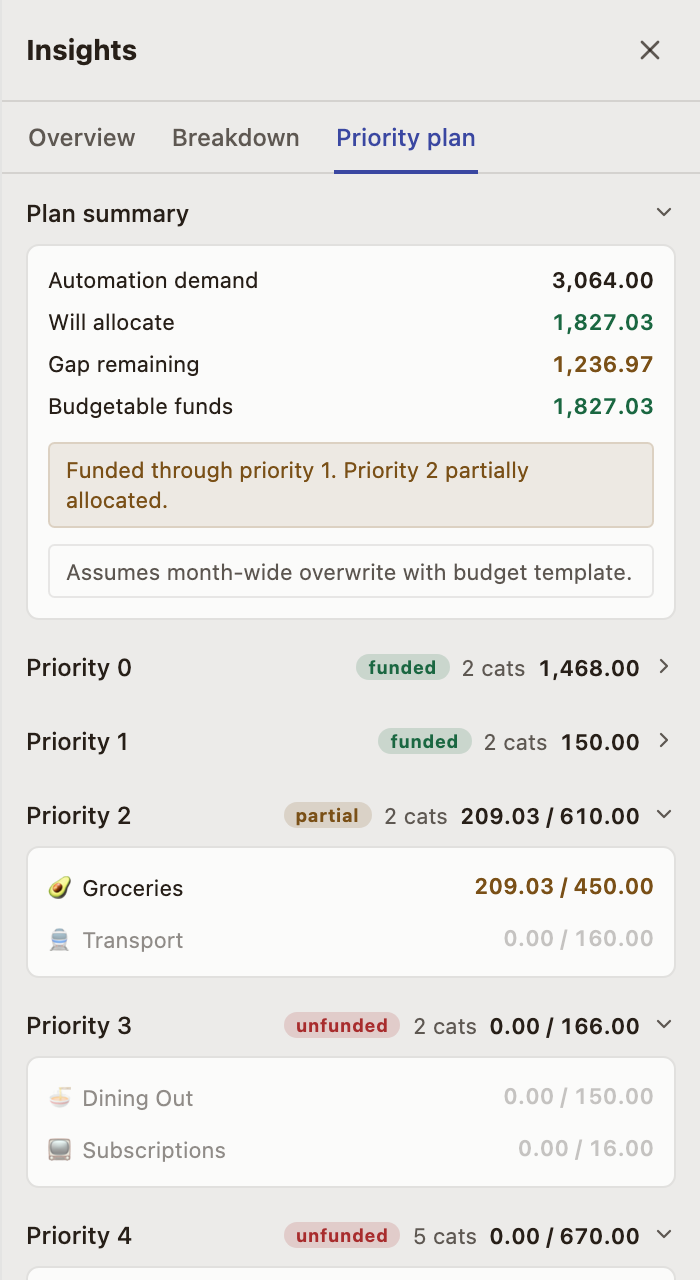 Insights
Overview Breakdown Priority plan
Plan summary
Automation demand 3,064.00
Will allocate 1,827.03
Gap remaining 1,236.97
Budgetable funds 1,827.03
Funded through priority 1. Priority 2 partially
allocated.
Assumes month-wide overwrite with budget template.
Priority 0 funded 2 cats 1,468.00
Priority 1 funded 2 cats 150.00
Priority 2 partial 2 cats 209.03 / 610.00
Groceries 209.03 / 450.00
Transport 0.00 / 160.00
Priority 3 unfunded 2 cats 0.00 / 166.00
Dining Out 0.00 / 150.00
Subscriptions 0.00 / 16.00
Priority 4 unfunded 5 cats 0.00 / 670.00